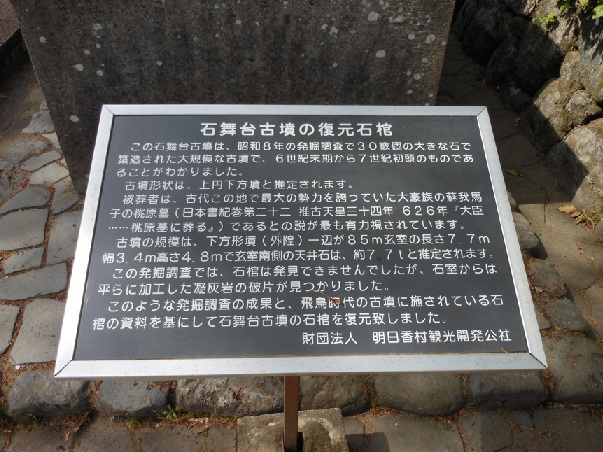 石舞台古墳の復元石棺
この石舞台古墳は、昭和8年の発掘調査で30数個の大きな石で
築造された大規模な古墳で、6世紀末期から7世紀初頭のものであ
ることがわかりました。
古墳形状は、上円下方墳と推定されます。
被葬者は、古代この地で最大の勢力を誇っていた大豪族の蘇我馬
子の桃原墓（日本書紀巻第二十二 推古天皇三十四年 626年『大臣
……桃原墓に葬る』）であるとの説が最も有力視されています。
古墳の規模は、下方形墳（外陵）一辺が85m玄室の長さ7.7m
幅3.4m高さ4.8mで玄室南側の天井石は、約77tと推定されます。
この発掘調査では、石棺は発見できませんでしたが、石室からは
平らに加工した凝灰岩の破片が見つかりました。
このような発掘調査の成果と、飛鳥時代の古墳に施されている石
棺の資料を基にして石舞台古墳の石棺を復元致しました。
財団法人 明日香村観光開発公社